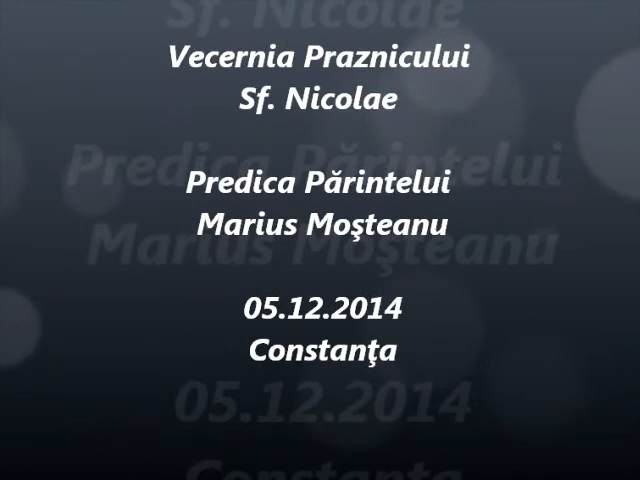 Vecernia Praznicului
Sf. Nicolae
Predica Părintelui
Marius Moşteanu
05.12.2014
Constanţa